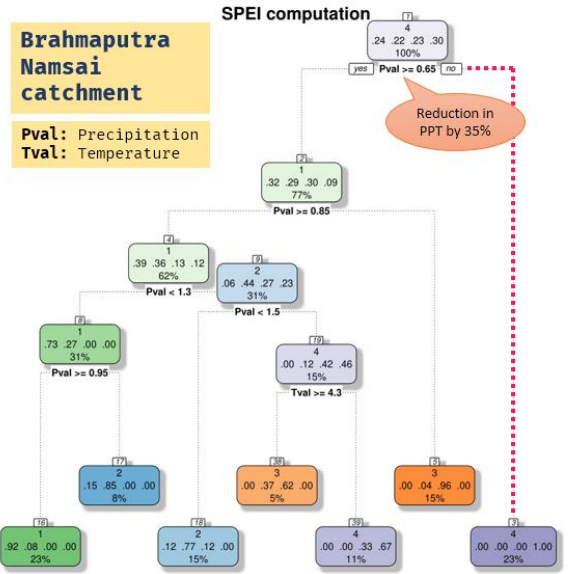 SPEI computation
Brahmaputra
Namsai
catchment
Pval: Precipitation
Tval: Temperature
1
4
.24 .22 .23 .30
100%
yes Pval >= 0.65 no
Reduction in
PPT by 35%
2
1
.32 .29 .30 .09
77%
Pval >= 0.85
4
1
.39 .36 .13 .12
62%
Pval < 1.3
9
2
.06 .44 .27 .23
31%
Pval < 1.5
8
1
.73 .27 .00 .00
31%
Pval >= 0.95
19
4
.00 .12 .42 .46
15%
Tval >= 4.3
17
2
.15 .85 .00 .00
8%
38
3
.00 .37 .62 .00
5%
5
3
.00 .04 .96 .00
15%
16
1
.92 .08 .00 .00
23%
18
2
.12 .77 .12 .00
15%
39
4
.00 .00 .33 .67
11%
3
4
.00 .00 .00 1.00
23%